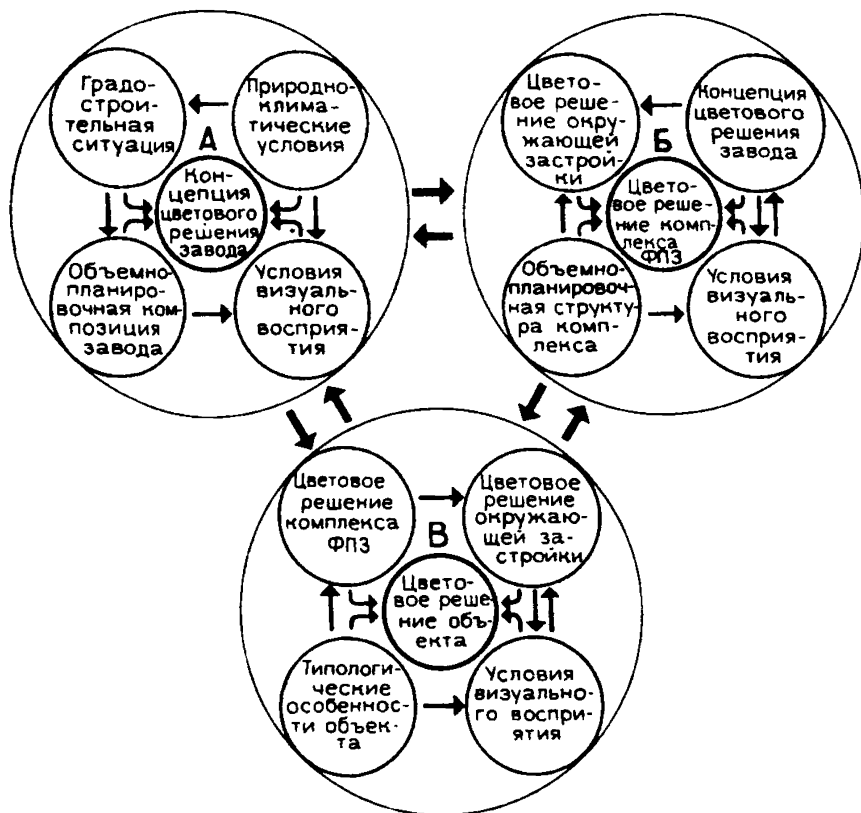 Градо-
строи-
тельная
ситуация
Природно-
клима-
тические
условия
А
Кон-
цепция
цветового
решения
завода
Объемно-
планиро-
вочная ком-
позиция
завода
Условия
визуально-
го
восприя-
тия
Цвето-
вое реше-
ние окру-
жающей
застрой-
ки
Концепция
цветового
решения
завода
Б
Цвето-
вое реше-
ние комп-
лекса
ФПЗ
Объемно-
планировоч-
ная структу-
ра комп-
лекса
Условия
визуально-
го
восприя-
тия
Цветовое
решение
комплекса
ФПЗ
Цветовое
решение
окружаю-
щей за-
стройки
В
Цвето-
вое реше-
ние объ-
екта
Типологи-
ческие
особеннос-
ти объек-
та
Условия
визуально-
го воспри-
ятия